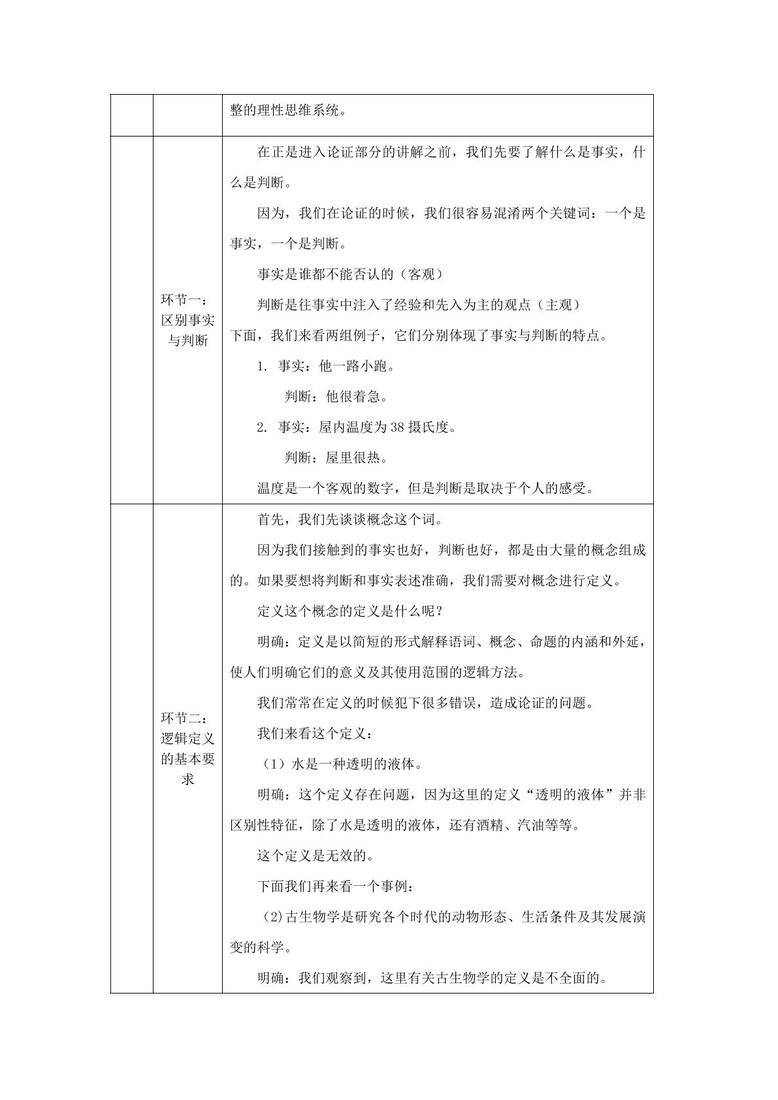 整的理性思维系统。
在正是进入论证部分的讲解之前，我们先要了解什么是事实，什
么是判断。
因为，我们在论证的时候，我们很容易混淆两个关键词：一个是
事实，一个是判断。
事实是谁都不能否认的（客观）
环节一：
区别事实
与判断
判断是往事实中注入了经验和先入为主的观点（主观）
下面，我们来看两组例子，它们分别体现了事实与判断的特点。
1. 事实：他一路小跑。
判断：他很着急。
2. 事实：屋内温度为 38 摄氏度。
判断：屋里很热。
温度是一个客观的数字，但是判断是取决于个人的感受。
首先，我们先谈谈概念这个词。
因为我们接触到的事实也好，判断也好，都是由大量的概念组成
的。如果要想将判断和事实表述准确，我们需要对概念进行定义。
定义这个概念的定义是什么呢？
明确：定义是以简短的形式解释语词、概念、命题的内涵和外延，
使人们明确它们的意义及其使用范围的逻辑方法。
我们常常在定义的时候犯下很多错误，造成论证的问题。
环节二：
逻辑定义
的基本要
求
我们来看这个定义：
（1）水是一种透明的液体。
明确：这个定义存在问题，因为这里的定义“透明的液体”并非
区别性特征，除了水是透明的液体，还有酒精、汽油等等。
这个定义是无效的。
下面我们再来看一个事例：
（2)古生物学是研究各个时代的动物形态、生活条件及其发展演
变的科学。
明确：我们观察到，这里有关古生物学的定义是不全面的。